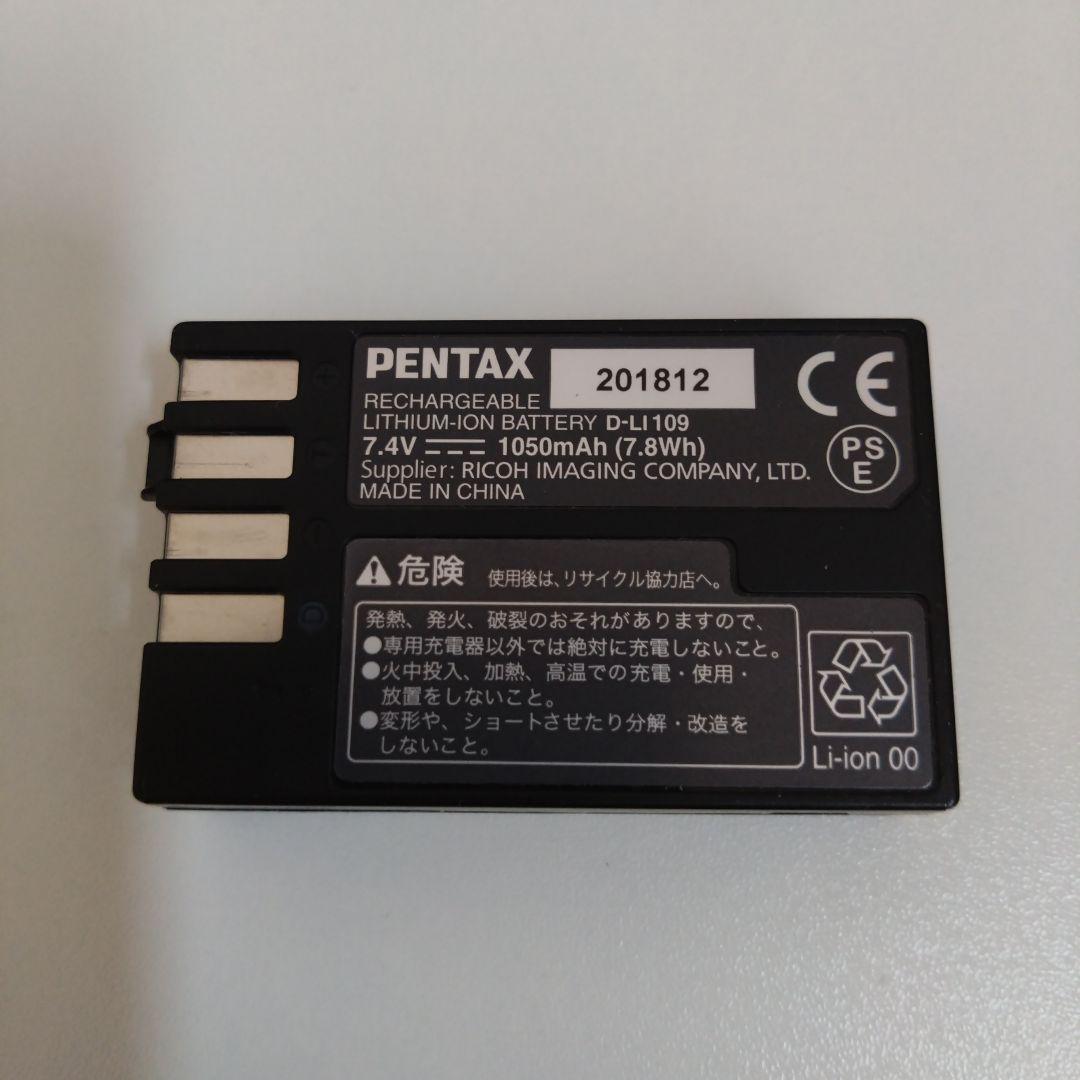 PENTAX
201812
RECHARGEABLE
LITHIUM-ION BATTERY D-LI109
7.4V 1050mAh (7.8Wh)
Supplier: RICOH IMAGING COMPANY, LTD.
MADE IN CHINA
CE
PS
E
危険 使用後は、リサイクル協力店へ。
発熱、発火、破裂のおそれがありますので、
●専用充電器以外では絶対に充電しないこと。
●火中投入、加熱、高温での充電・使用・
放置をしないこと。
●変形や、ショートさせたり分解・改造を
しないこと。
Li-ion 00